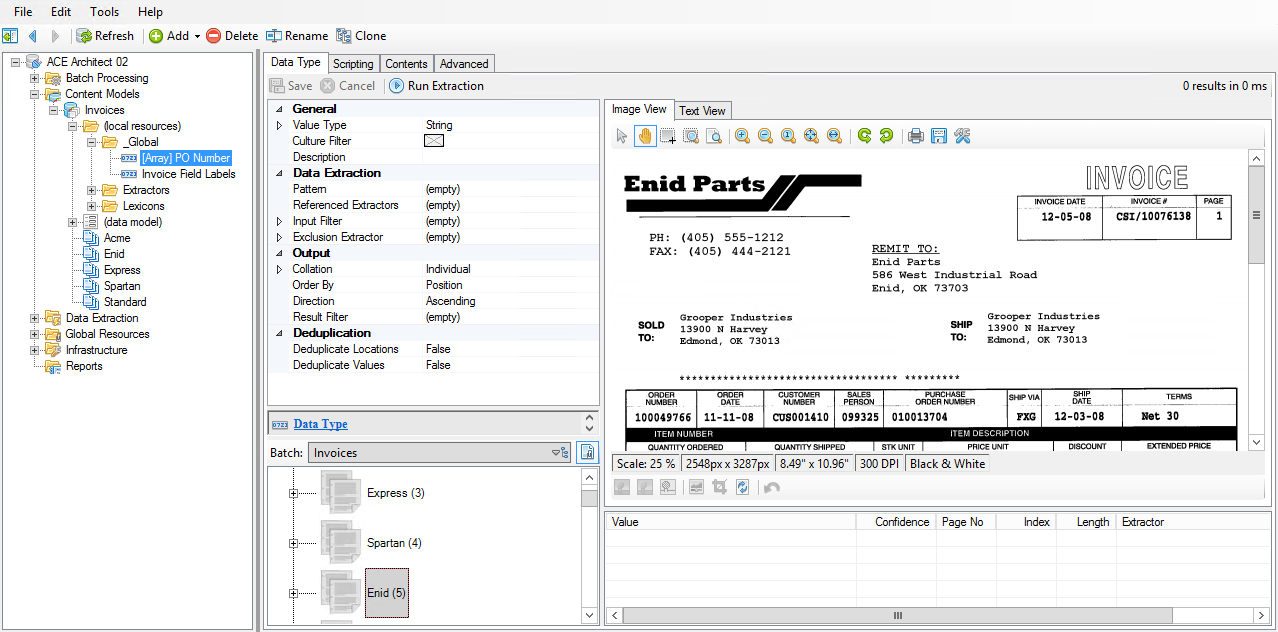 File Edit Tools Help
Refresh Add Delete Rename Clone
ACE Architect 02
Batch Processing
Content Models
Invoices
(local resources)
_Global
[Array] PO Number
Invoice Field Labels
Extractors
Lexicons
(data model)
Acme
Enid
Express
Spartan
Standard
Data Extraction
Global Resources
Infrastructure
Reports
Data Type Scripting Contents Advanced
Save Cancel Run Extraction 0 results in 0 ms
General
Value Type String
Culture Filter
Description
Data Extraction
Pattern (empty)
Referenced Extractors (empty)
Input Filter (empty)
Exclusion Extractor (empty)
Output
Collation Individual
Order By Position
Direction Ascending
Result Filter (empty)
Deduplication
Deduplicate Locations False
Deduplicate Values False
Data Type
Batch: Invoices
Express (3)
Spartan (4)
Enid (5)
Image View Text View
Enid Parts
INVOICE
INVOICE DATE INVOICE # PAGE
12-05-08 CSI/10076138 1
PH: (405) 555-1212
FAX: (405) 444-2121
REMIT TO:
Enid Parts
586 West Industrial Road
Enid, OK 73703
SOLD TO:
Grooper Industries
13900 N Harvey
Edmond, OK 73013
SHIP TO:
Grooper Industries
13900 N Harvey
Edmond, OK 73013
********************************** *********
ORDER NUMBER ORDER DATE CUSTOMER NUMBER SALES PERSON PURCHASE ORDER NUMBER SHIP VIA SHIP DATE TERMS
100049766 11-11-08 CUS001410 099325 010013704 FXG 12-03-08 Net 30
ITEM NUMBER ITEM DESCRIPTION
QUANTITY ORDERED QUANTITY SHIPPED STK UNIT PRICE UNIT DISCOUNT EXTENDED PRICE
Scale: 25 % 2548px x 3287px 8.49" x 10.96" 300 DPI Black & White
Value Confidence Page No Index Length Extractor